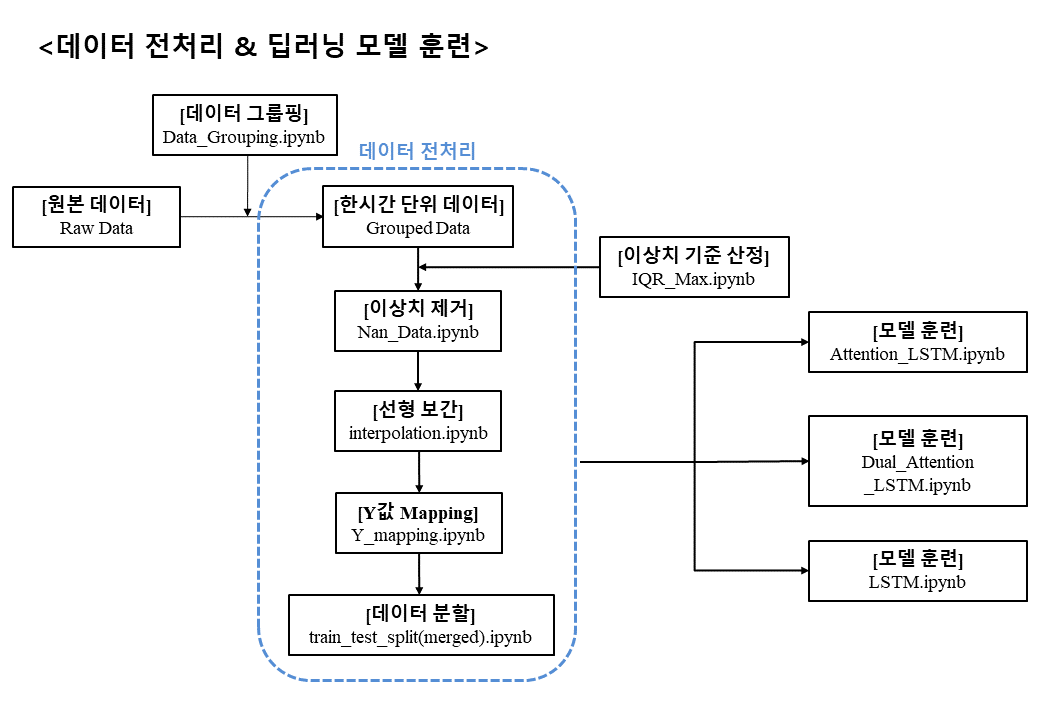 <데이터 전처리 & 딥러닝 모델 훈련>
[데이터 그룹핑]
Data_Grouping.ipynb
데이터 전처리
[원본 데이터]
Raw Data
[한시간 단위 데이터]
Grouped Data
[이상치 기준 산정]
IQR_Max.ipynb
[이상치 제거]
Nan_Data.ipynb
[선형 보간]
interpolation.ipynb
[Y값 Mapping]
Y_mapping.ipynb
[데이터 분할]
train_test_split(merged).ipynb
[모델 훈련]
Attention_LSTM.ipynb
[모델 훈련]
Dual_Attention
_LSTM.ipynb
[모델 훈련]
LSTM.ipynb